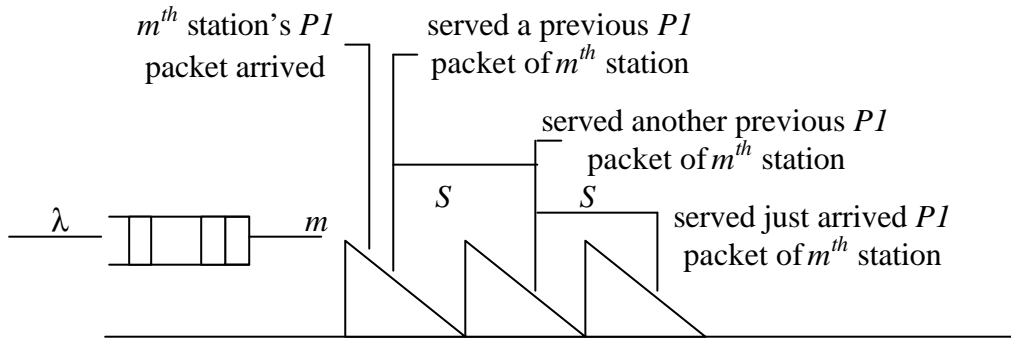 m^th station's P1
packet arrived
served a previous P1
packet of m^th station
served another previous P1
packet of m^th station
S
S
λ
m
served just arrived P1
packet of m^th station